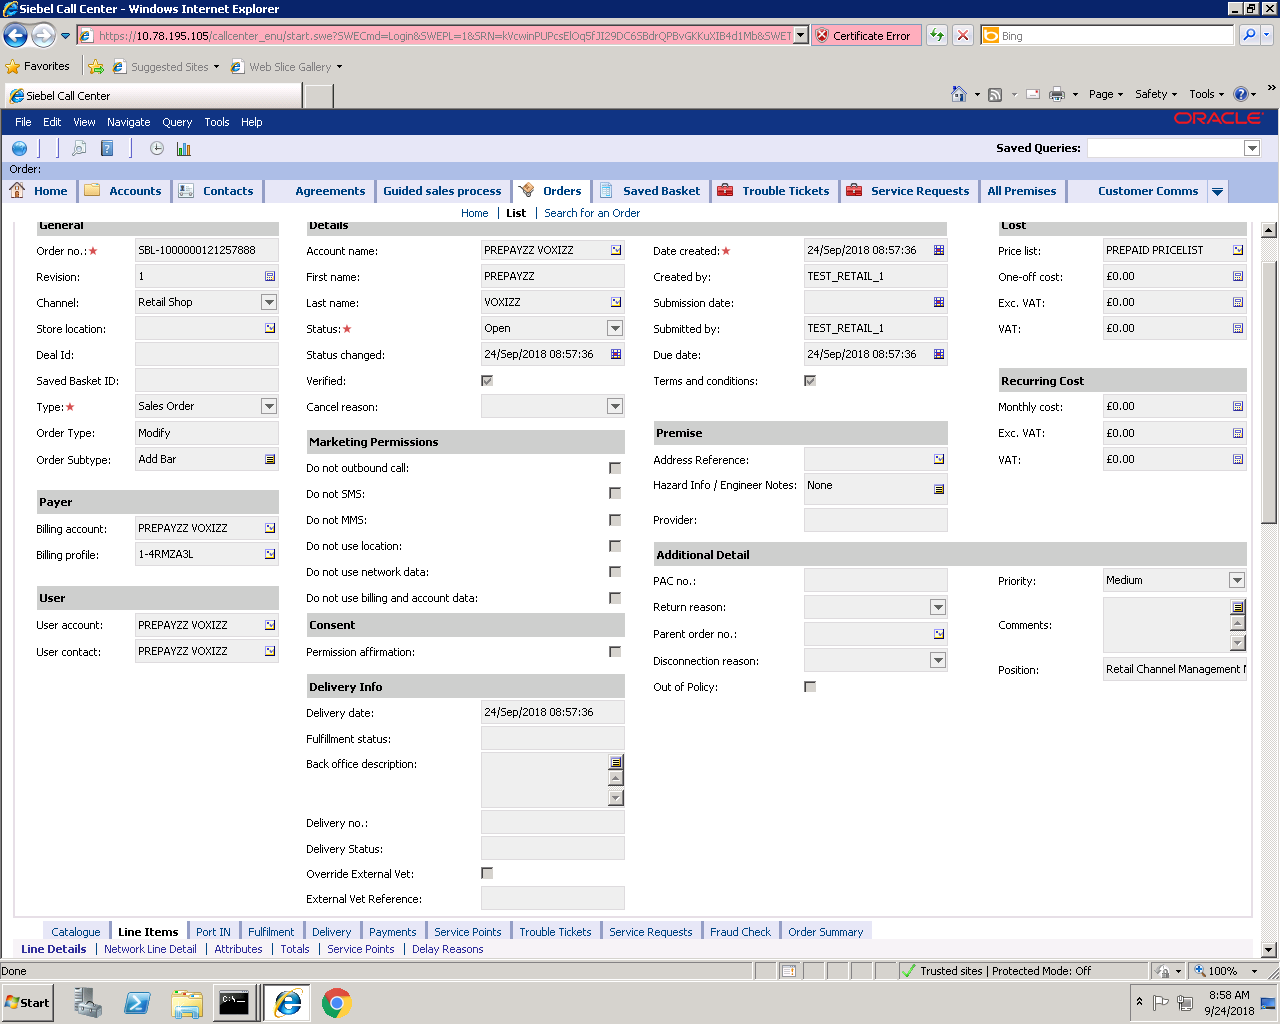 Siebel Call Center - Windows Internet Explorer
https://10.78.195.105/callcenter_enu/start.swe?SWECmd=Login&SWEPL=1&SRN=
Certificate Error
Bing
Favorites
Suggested Sites
Web Slice Gallery
Siebel Call Center
Page
Safety
Tools
File Edit View Navigate Query Tools Help
ORACLE
Saved Queries:
Order:
Home Accounts Contacts Agreements Guided sales process Orders Saved Basket Trouble Tickets Service Requests All Premises Customer Comms
Home | List | Search for an Order
General
Order no.: SBL-1000000121257888
Revision: 1
Channel: Retail Shop
Store location:
Deal Id:
Saved Basket ID:
Type: Sales Order
Order Type: Modify
Order Subtype: Add Bar
Payer
Billing account: PREPAYZZ VOXIZZ
Billing profile: 1-4RMZA3L
User
User account: PREPAYZZ VOXIZZ
User contact: PREPAYZZ VOXIZZ
Details
Account name: PREPAYZZ VOXIZZ
First name: PREPAYZZ
Last name: VOXIZZ
Status: Open
Status changed: 24/Sep/2018 08:57:36
Verified:
Cancel reason:
Marketing Permissions
Do not outbound call:
Do not SMS:
Do not MMS:
Do not use location:
Do not use network data:
Do not use billing and account data:
Consent
Permission affirmation:
Delivery Info
Delivery date: 24/Sep/2018 08:57:36
Fulfillment status:
Back office description:
Delivery no.:
Delivery Status:
Override External Vet:
External Vet Reference:
Date created: 24/Sep/2018 08:57:36
Created by: TEST_RETAIL_1
Submission date:
Submitted by: TEST_RETAIL_1
Due date: 24/Sep/2018 08:57:36
Terms and conditions:
Premise
Address Reference:
Hazard Info / Engineer Notes: None
Provider:
Additional Detail
PAC no.:
Return reason:
Parent order no.:
Disconnection reason:
Out of Policy:
Priority: Medium
Comments:
Position: Retail Channel Management
Cost
Price list: PREPAID PRICELIST
One-off cost: £0.00
Exc. VAT: £0.00
VAT: £0.00
Recurring Cost
Monthly cost: £0.00
Exc. VAT: £0.00
VAT: £0.00
Catalogue Line Items Port IN Fulfilment Delivery Payments Service Points Trouble Tickets Service Requests Fraud Check Order Summary
Line Details | Network Line Detail | Attributes | Totals | Service Points | Delay Reasons
Done
Trusted sites | Protected Mode: Off
100%
Start
8:58 AM
9/24/2018